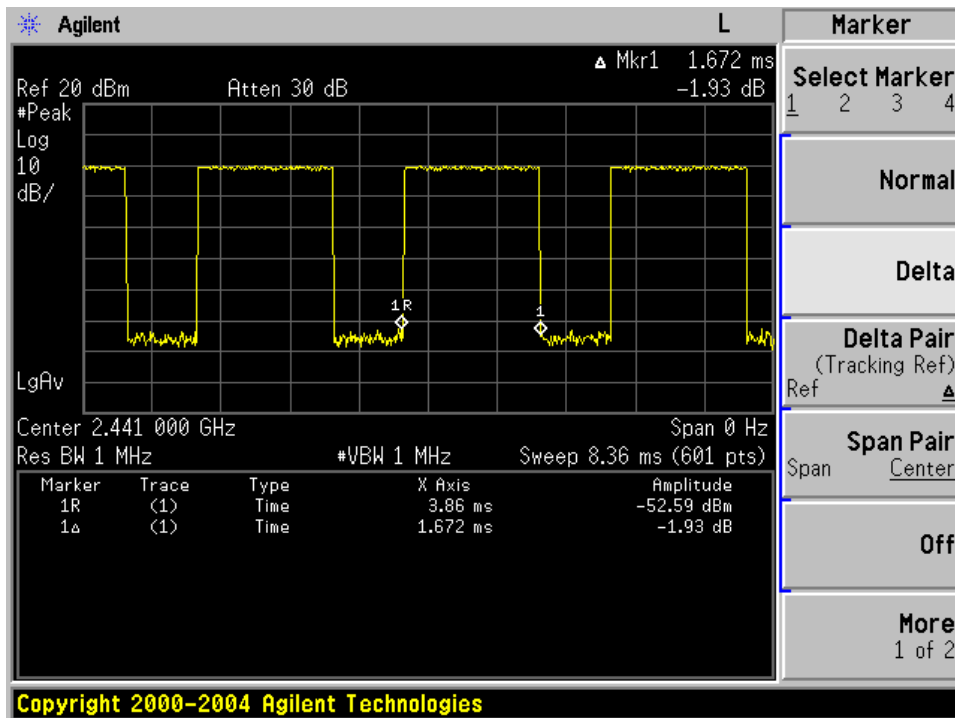 Agilent L Marker
Δ Mkr1 1.672 ms
Ref 20 dBm Atten 30 dB −1.93 dB
#Peak
Log
10
dB/
1R
1
LgAv
Center 2.441 000 GHz Span 0 Hz
Res BW 1 MHz #VBW 1 MHz Sweep 8.36 ms (601 pts)
Marker Trace Type X Axis Amplitude
1R (1) Time 3.86 ms −52.59 dBm
1Δ (1) Time 1.672 ms −1.93 dB
Select Marker
1 2 3 4
Normal
Delta
Delta Pair
(Tracking Ref)
Ref Δ
Span Pair
Span Center
Off
More
1 of 2
Copyright 2000–2004 Agilent Technologies